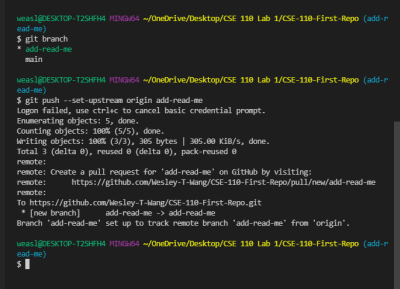 weasl@DESKTOP-T2SHFH4 MINGW64 ~/OneDrive/Desktop/CSE 110 Lab 1/CSE-110-First-Repo (add-r
ead-me)
$ git branch
* add-read-me
  main

weasl@DESKTOP-T2SHFH4 MINGW64 ~/OneDrive/Desktop/CSE 110 Lab 1/CSE-110-First-Repo (add-r
ead-me)
$ git push --set-upstream origin add-read-me
Logon failed, use ctrl+c to cancel basic credential prompt.
Enumerating objects: 5, done.
Counting objects: 100% (5/5), done.
Writing objects: 100% (3/3), 305 bytes | 305.00 KiB/s, done.
Total 3 (delta 0), reused 0 (delta 0), pack-reused 0
remote:
remote: Create a pull request for 'add-read-me' on GitHub by visiting:
remote:      https://github.com/Wesley-T-Wang/CSE-110-First-Repo/pull/new/add-read-me
remote:
To https://github.com/Wesley-T-Wang/CSE-110-First-Repo.git
 * [new branch]      add-read-me -> add-read-me
Branch 'add-read-me' set up to track remote branch 'add-read-me' from 'origin'.

weasl@DESKTOP-T2SHFH4 MINGW64 ~/OneDrive/Desktop/CSE 110 Lab 1/CSE-110-First-Repo (add-r
ead-me)
$